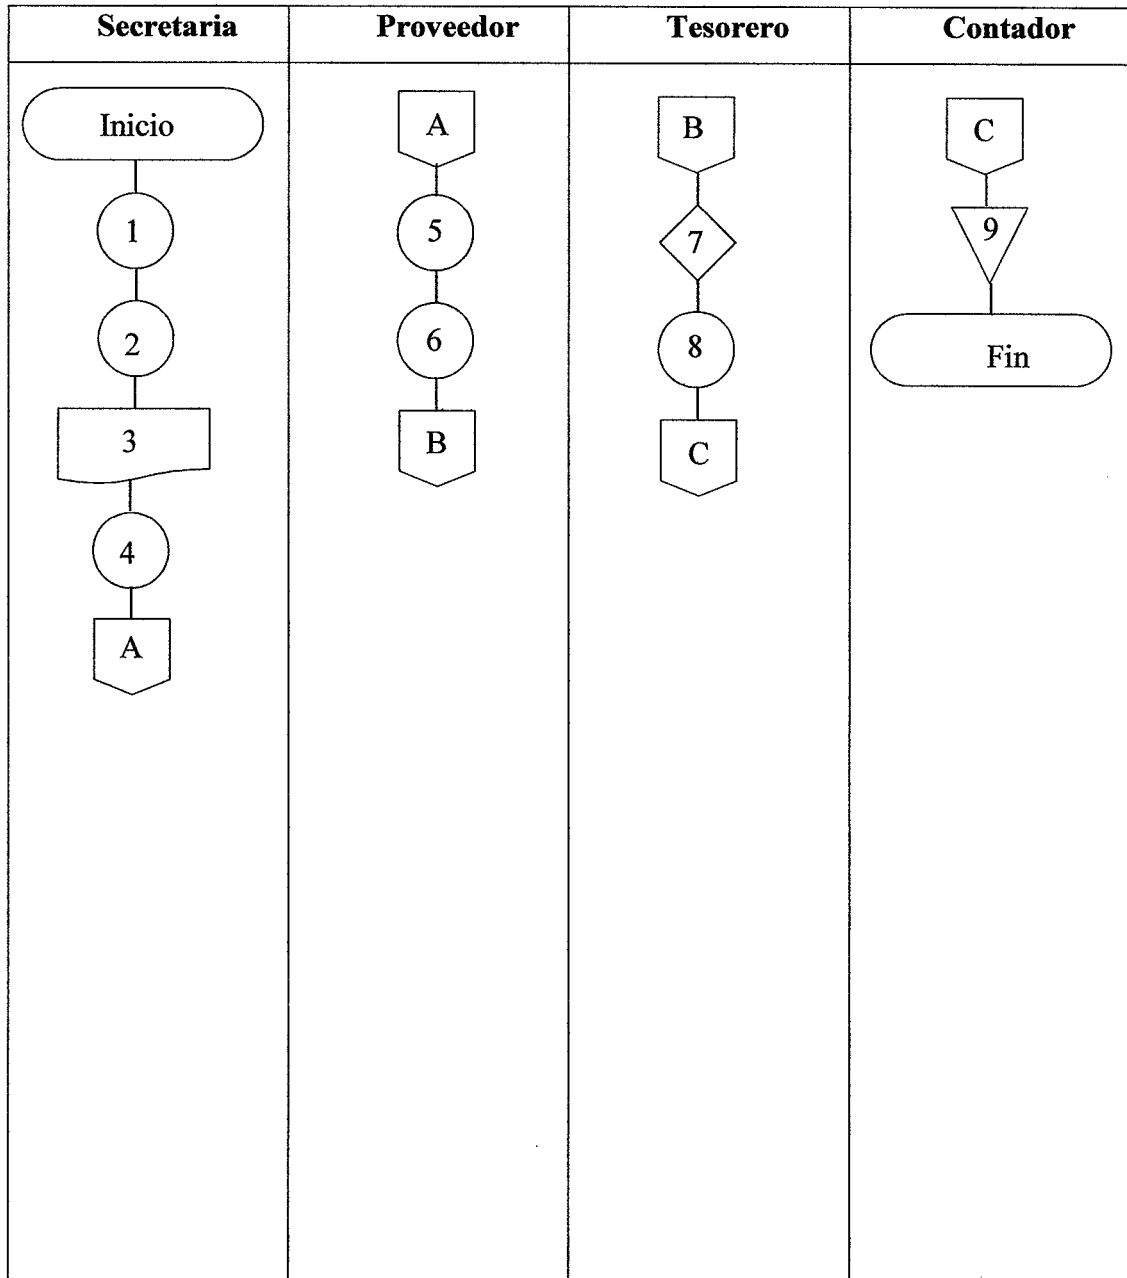 Secretaria
Proveedor
Tesorero
Contador
Inicio
1
2
3
4
A
A
5
6
B
B
7
8
C
C
9
Fin